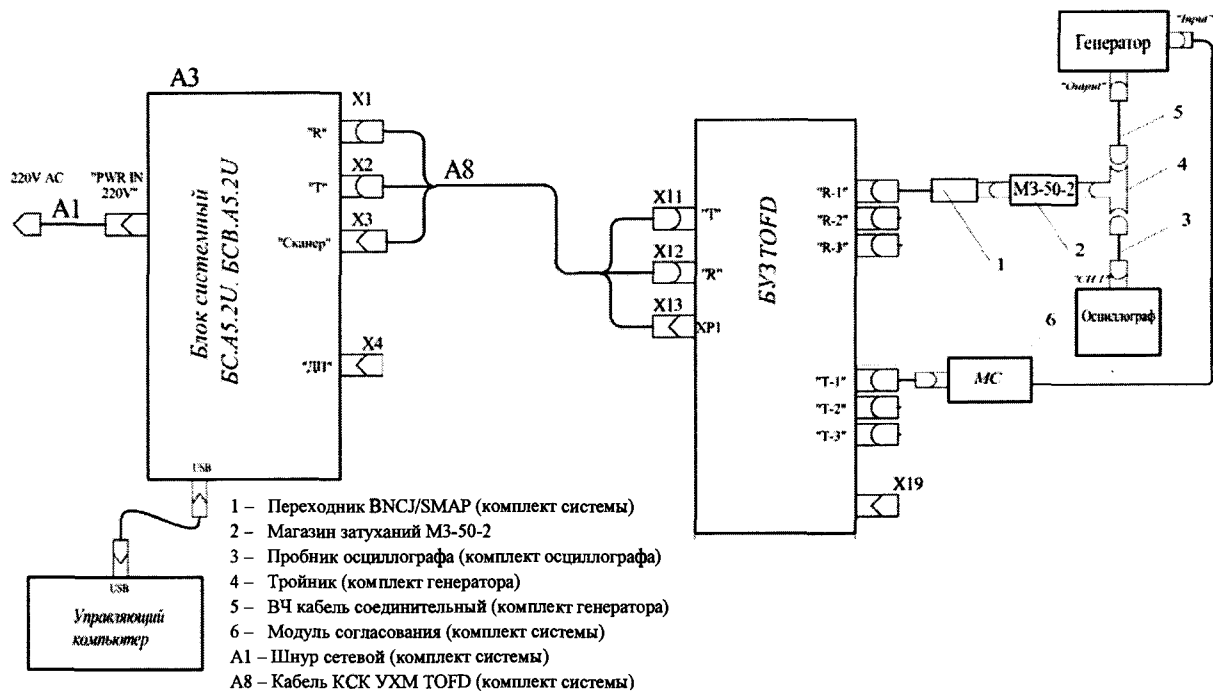 A3
X1
"R"
X2
"T"
X3
"Сканер"
X4
"ДП"
Блок системный
БС.А5.2U, БСВ.А5.2U
220V AC
A1
"PWR IN
220V"
A8
USB
USB
Управляющий
компьютер
X11
"T"
X12
"R"
X13
XP1
БУЗ TOFD
"R-1"
"R-2"
"R-3"
"T-1"
"T-2"
"T-3"
X19
1
МЗ-50-2
2
Генератор
"Input"
"Output"
5
4
3
Осциллограф
6
МС
1 – Переходник BNCJ/SMAP (комплект системы)
2 – Магазин затуханий МЗ-50-2
3 – Пробник осциллографа (комплект осциллографа)
4 – Тройник (комплект генератора)
5 – ВЧ кабель соединительный (комплект генератора)
6 – Модуль согласования (комплект системы)
А1 – Шнур сетевой (комплект системы)
А8 – Кабель КСК УХМ TOFD (комплект системы)